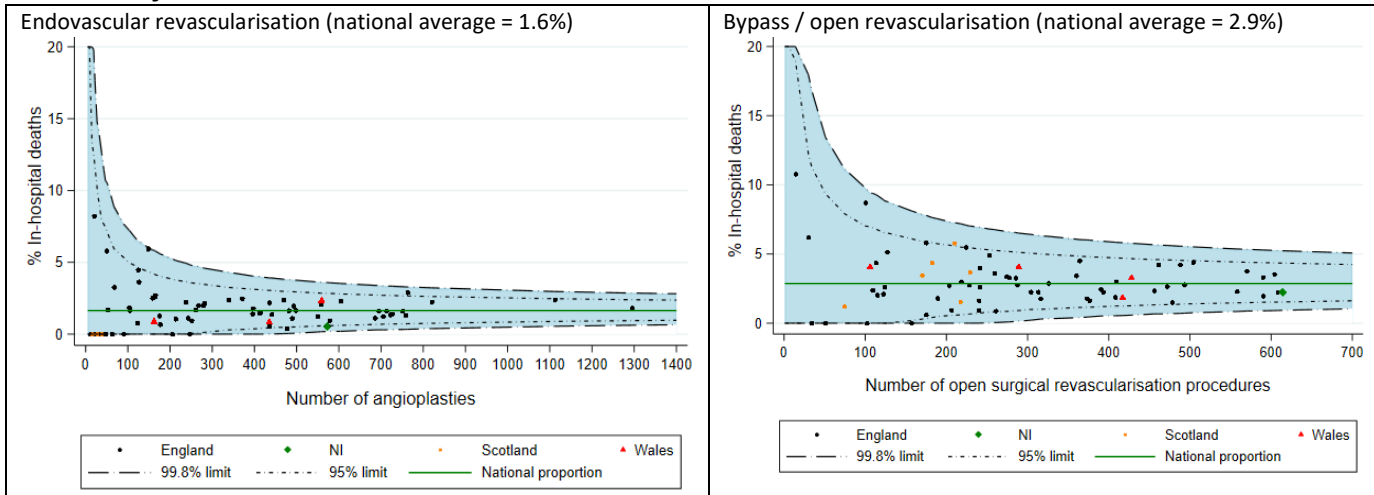 Endovascular revascularisation (national average = 1.6%)
20
15
10
5
0
% In-hospital deaths
0 100 200 300 400 500 600 700 800 900 1000 1100 1200 1300 1400
Number of angioplasties
England NI Scotland Wales
99.8% limit 95% limit National proportion
Bypass / open revascularisation (national average = 2.9%)
20
15
10
5
0
% In-hospital deaths
0 100 200 300 400 500 600 700
Number of open surgical revascularisation procedures
England NI Scotland Wales
99.8% limit 95% limit National proportion